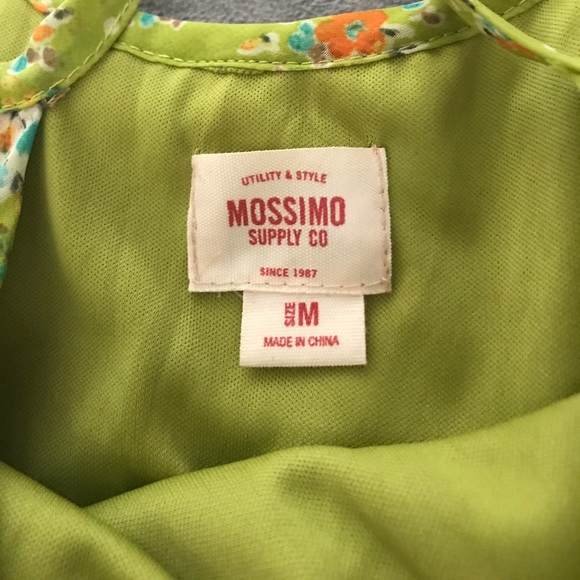 UTILITY & STYLE
MOSSIMO
SUPPLY CO
SINCE 1987
SIZE M
MADE IN CHINA